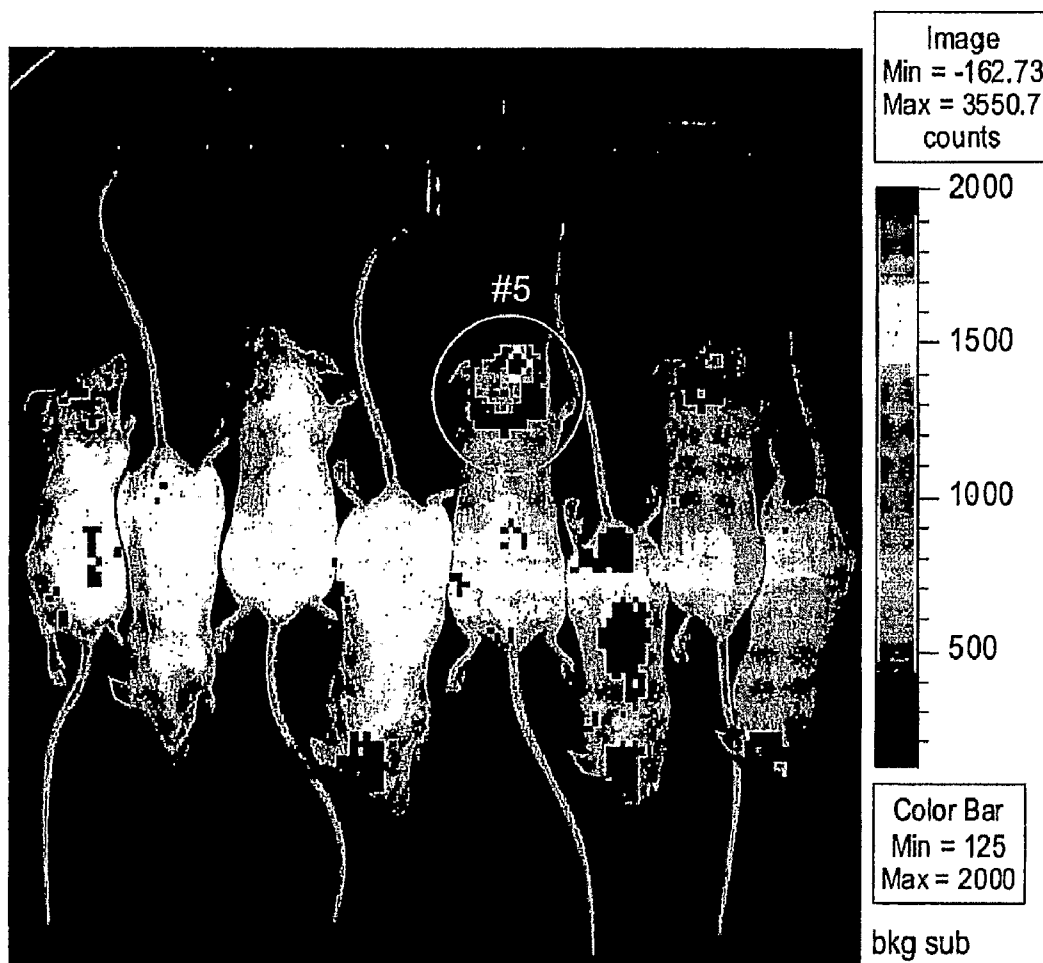 Image
Min = -162.73
Max = 3550.7
counts
2000
#5
1500
1000
500
Color Bar
Min = 125
Max = 2000
bkg sub